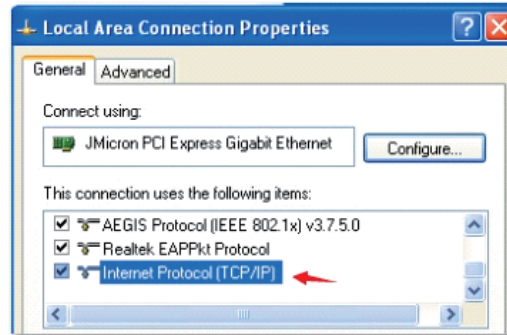 Local Area Connection Properties
General Advanced
Connect using:
JMicron PCI Express Gigabit Ethernet Configure...
This connection uses the following items:
AEGIS Protocol (IEEE 802.1x) v3.7.5.0
Realtek EAPPkt Protocol
Internet Protocol (TCP/IP)